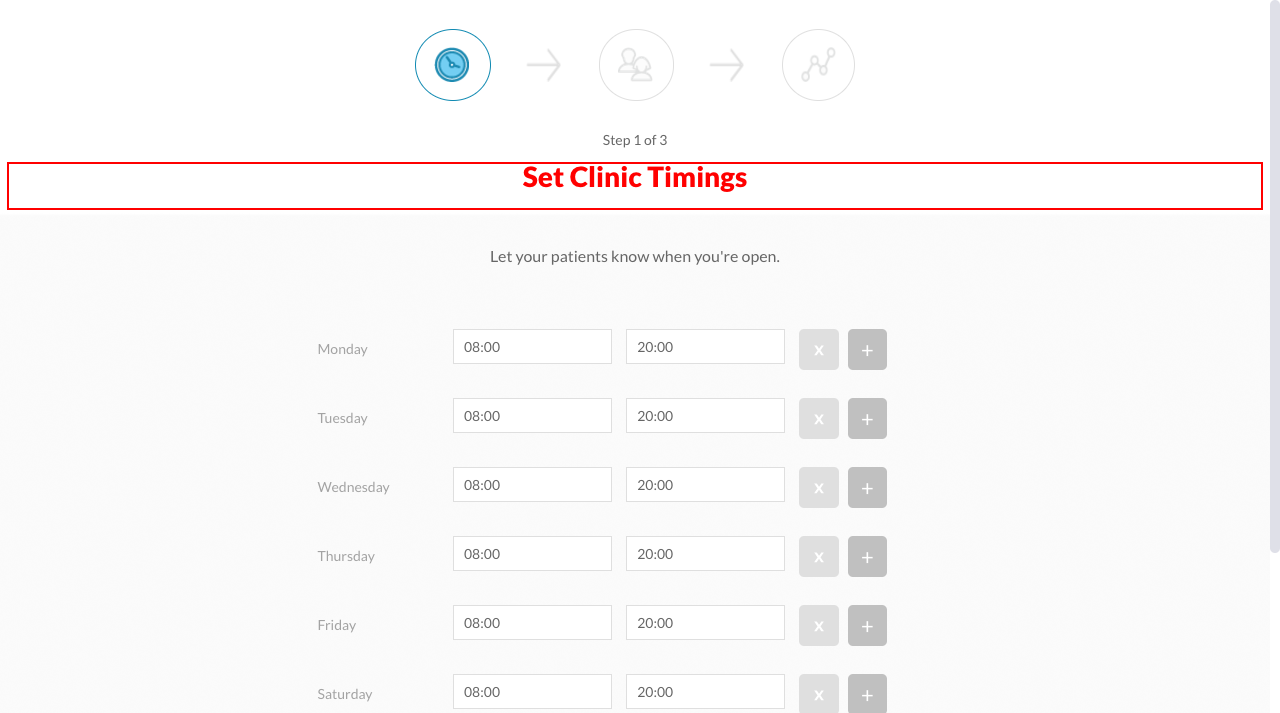 Step 1 of 3
Set Clinic Timings
Let your patients know when you're open.
Monday 08:00 20:00 x +
Tuesday 08:00 20:00 x +
Wednesday 08:00 20:00 x +
Thursday 08:00 20:00 x +
Friday 08:00 20:00 x +
Saturday 08:00 20:00 x +